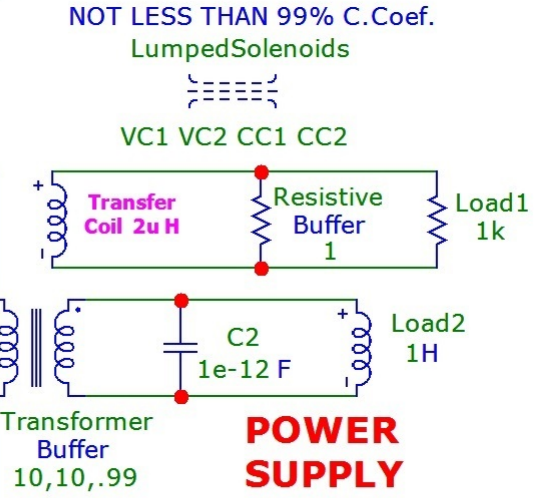 NOT LESS THAN 99% C.Coef.
LumpedSolenoids
VC1 VC2 CC1 CC2
+
Transfer
Coil 2u H
Resistive
Buffer
1
Load1
1k
+
C2
1e-12 F
Load2
1H
Transformer
Buffer
10,10,.99
POWER
SUPPLY